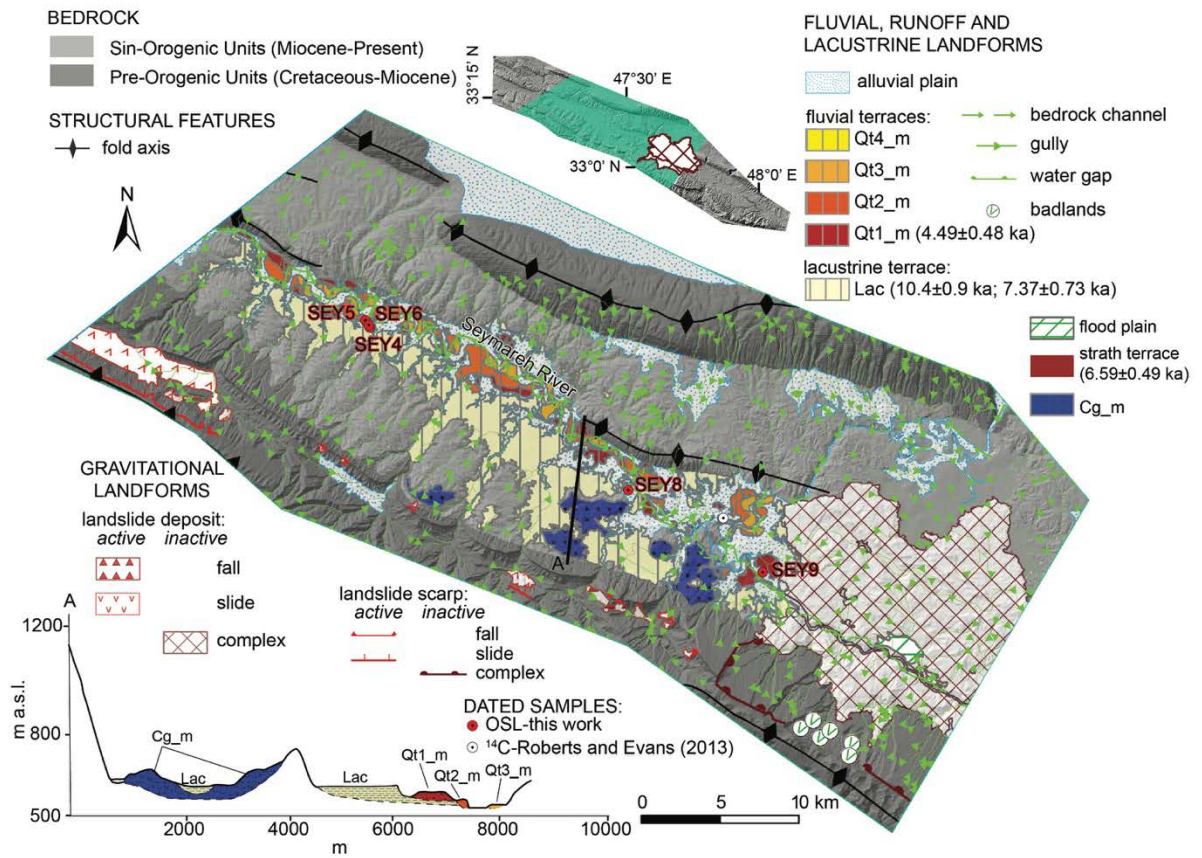 BEDROCK
Sin-Orogenic Units (Miocene-Present)
Pre-Orogenic Units (Cretaceous-Miocene)
STRUCTURAL FEATURES
fold axis
N
33°15' N
47°30' E
33°0' N
48°0' E
FLUVIAL, RUNOFF AND
LACUSTRINE LANDFORMS
alluvial plain
fluvial terraces:
Qt4_m
Qt3_m
Qt2_m
Qt1_m (4.49±0.48 ka)
lacustrine terrace:
Lac (10.4±0.9 ka; 7.37±0.73 ka)
bedrock channel
gully
water gap
badlands
flood plain
strath terrace
(6.59±0.49 ka)
Cg_m
SEY5
SEY6
SEY4
Seymareh River
SEY8
SEY9
A
GRAVITATIONAL
LANDFORMS
landslide deposit:
active inactive
fall
slide
complex
landslide scarp:
active inactive
fall
slide
complex
DATED SAMPLES:
OSL-this work
14C-Roberts and Evans (2013)
0 5 10 km
A
1200
800
500
m a.s.l.
Cg_m
Lac
Lac
Qt1_m
Qt2_m
Qt3_m
2000 4000 6000 8000 10000
m